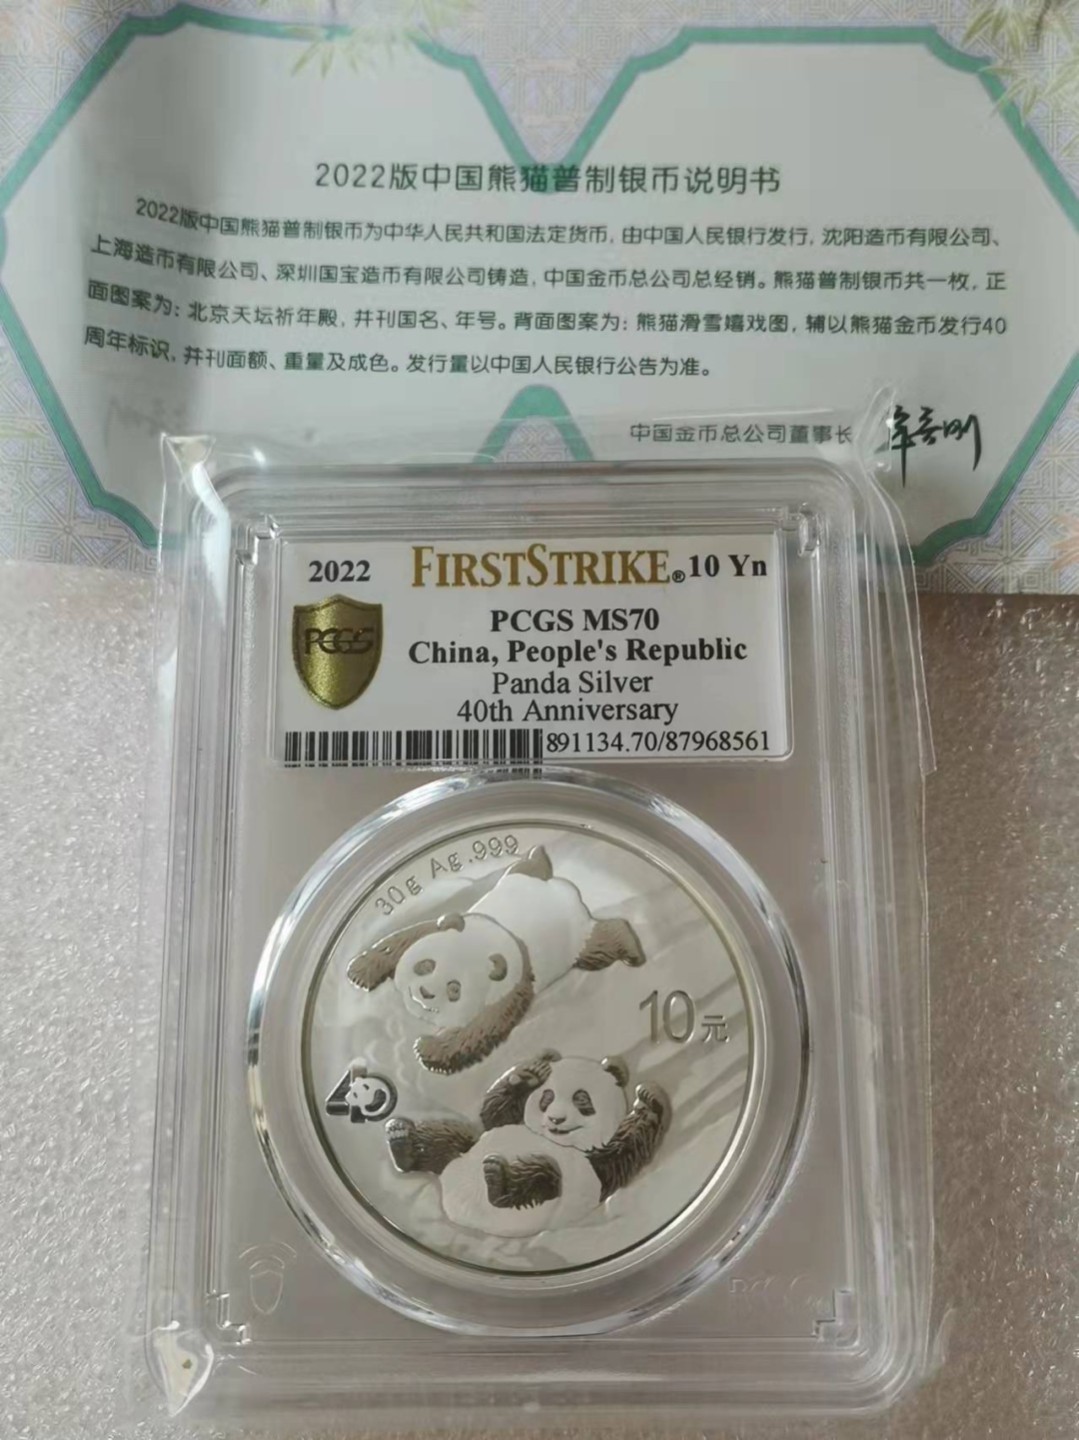 2022版中国熊猫普制银币说明书
2022版中国熊猫普制银币为中华人民共和国法定货币, 由中国人民银行发行, 沈阳造币有限公司、
上海造币有限公司、深圳国宝造币有限公司铸造, 中国金币总公司总经销。熊猫普制银币共一枚, 正
面图案为: 北京天坛祈年殿, 并刊国名、年号。背面图案为: 熊猫滑雪嬉戏图, 辅以熊猫金币发行40
周年标识, 并刊面额、重量及成色。发行量以中国人民银行公告为准。
中国金币总公司董事长
2022 FIRSTSTRIKE® 10 Yn
PCGS
PCGS MS70
China, People's Republic
Panda Silver
40th Anniversary
891134.70/87968561
30g Ag.999
10元
40